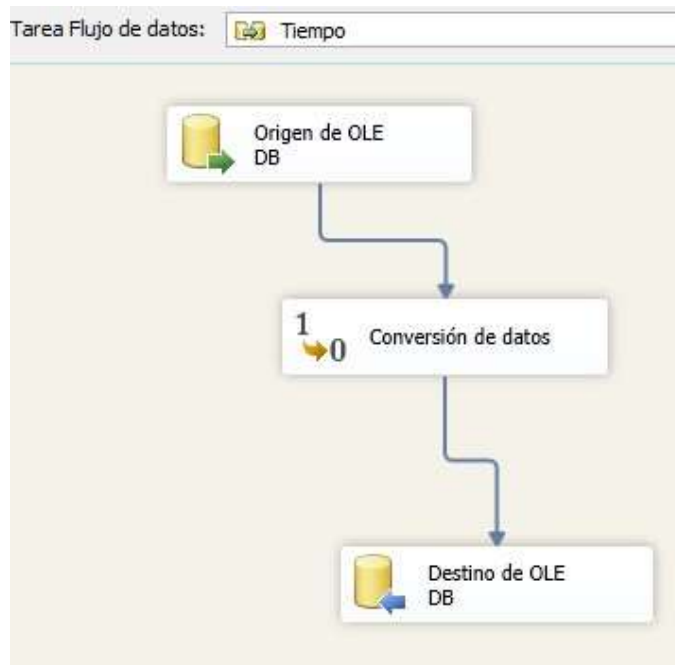 Tarea Flujo de datos: Tiempo
Origen de OLE
DB
1
0
Conversión de datos
Destino de OLE
DB